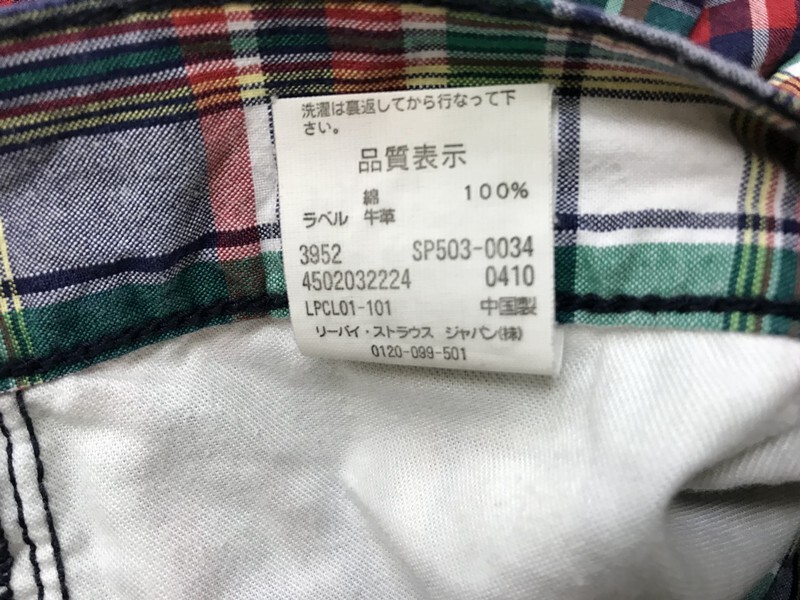 洗濯は裏返してから行なって下
さい。
品質表示
綿 100%
ラベル 牛革
3952 SP503-0034
4502032224 0410
LPCL01-101 中国製
リーバイ・ストラウス ジャパン(株)
0120-099-501